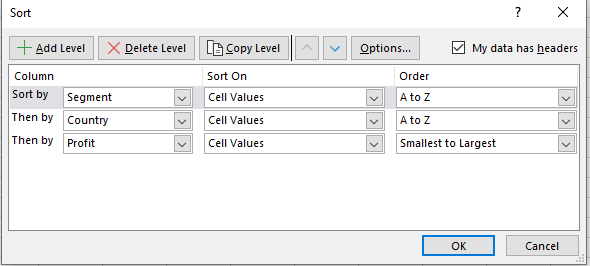 Sort
?
Add Level Delete Level Copy Level Options... My data has headers
Column Sort On Order
Sort by Segment Cell Values A to Z
Then by Country Cell Values A to Z
Then by Profit Cell Values Smallest to Largest
OK Cancel